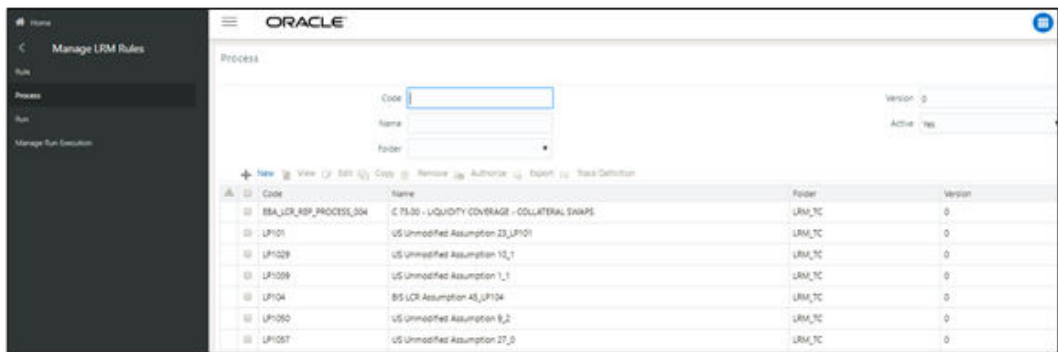 Home
ORACLE
Manage LRM Rules
Process
Rule
Process
Run
Manage Run Execution
Code
Version 0
Name
Active Yes
Folder
New View Edit Copy Remove Authorize Export Trace Definition
Code Name Folder Version
EBA_LCR_REP_PROCESS_004 C 75.00 - LIQUIDITY COVERAGE - COLLATERAL SWAPS LRM_TC 0
LP101 US Unmodified Assumption 23_LP101 LRM_TC 0
LP1029 US Unmodified Assumption 10_1 LRM_TC 0
LP1039 US Unmodified Assumption 1_1 LRM_TC 0
LP104 BIS LCR Assumption 45_LP104 LRM_TC 0
LP1050 US Unmodified Assumption 9_2 LRM_TC 0
LP1057 US Unmodified Assumption 27_0 LRM_TC 0